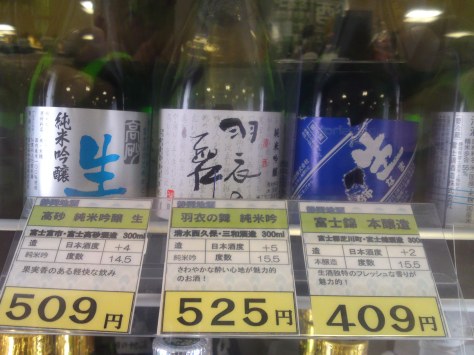 高砂
純米吟醸
生
羽衣の舞
純米吟醸
静岡地酒
高砂 純米吟醸 生
富士宮市・富士高砂酒造 300ml
造 日本酒度 +4
純米吟 度数 14.5
果実香のある軽快な飲み
509円
静岡地酒
羽衣の舞 純米吟
清水西久保・三和酒造 300ml
造 日本酒度 +5
純米吟 度数 15.5
さわやかな酔い心地が魅力的
のお酒！
525円
静岡地酒
富士錦 本醸造
富士郡芝川町・富士錦酒造 300ml
造 日本酒度 +2
本醸造 度数 15.5
生酒独特のフレッシュな香りが
魅力的！
409円